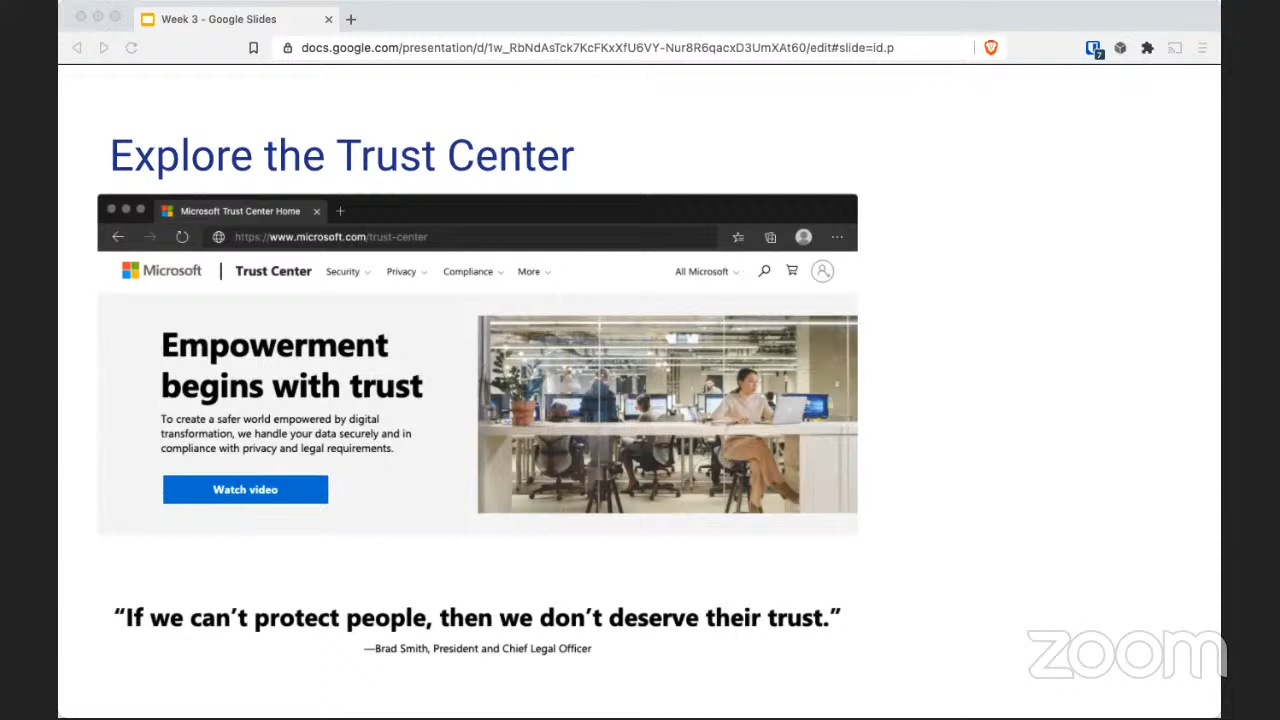 Week 3 - Google Slides
docs.google.com/presentation/d/1w_RbNdAsTck7KcFKxXfU6VY-Nur8R6qacxD3UmXAt60/edit#slide=id.p
7
Explore the Trust Center
Microsoft Trust Center Home
https://www.microsoft.com/trust-center
Microsoft | Trust Center Security Privacy Compliance More All Microsoft
Empowerment
begins with trust
To create a safer world empowered by digital
transformation, we handle your data securely and in
compliance with privacy and legal requirements.
Watch video
“If we can’t protect people, then we don’t deserve their trust.”
—Brad Smith, President and Chief Legal Officer
zoom